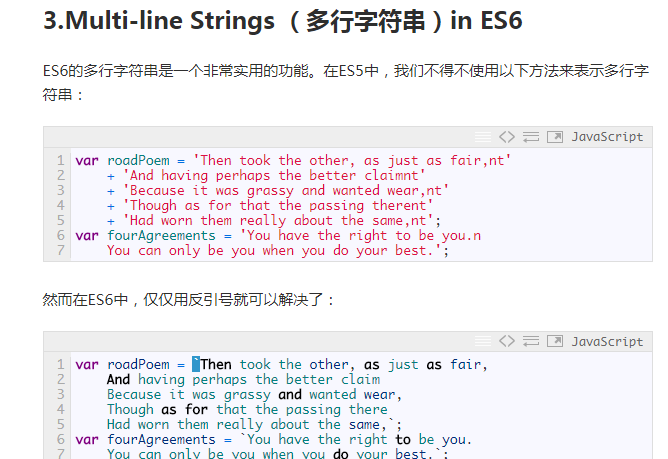 3.Multi-line Strings（多行字符串）in ES6
ES6的多行字符串是一个非常实用的功能。在ES5中，我们不得不使用以下方法来表示多行字
符串：
JavaScript
1 var roadPoem = 'Then took the other, as just as fair,nt'
2     + 'And having perhaps the better claimnt'
3     + 'Because it was grassy and wanted wear,nt'
4     + 'Though as for that the passing therent'
5     + 'Had worn them really about the same,nt';
6 var fourAgreements = 'You have the right to be you.n
7     You can only be you when you do your best.';
然而在ES6中，仅仅用反引号就可以解决了：
JavaScript
1 var roadPoem = `Then took the other, as just as fair,
2     And having perhaps the better claim
3     Because it was grassy and wanted wear,
4     Though as for that the passing there
5     Had worn them really about the same,`;
6 var fourAgreements = `You have the right to be you.
7     You can only be you when you do your best.`;